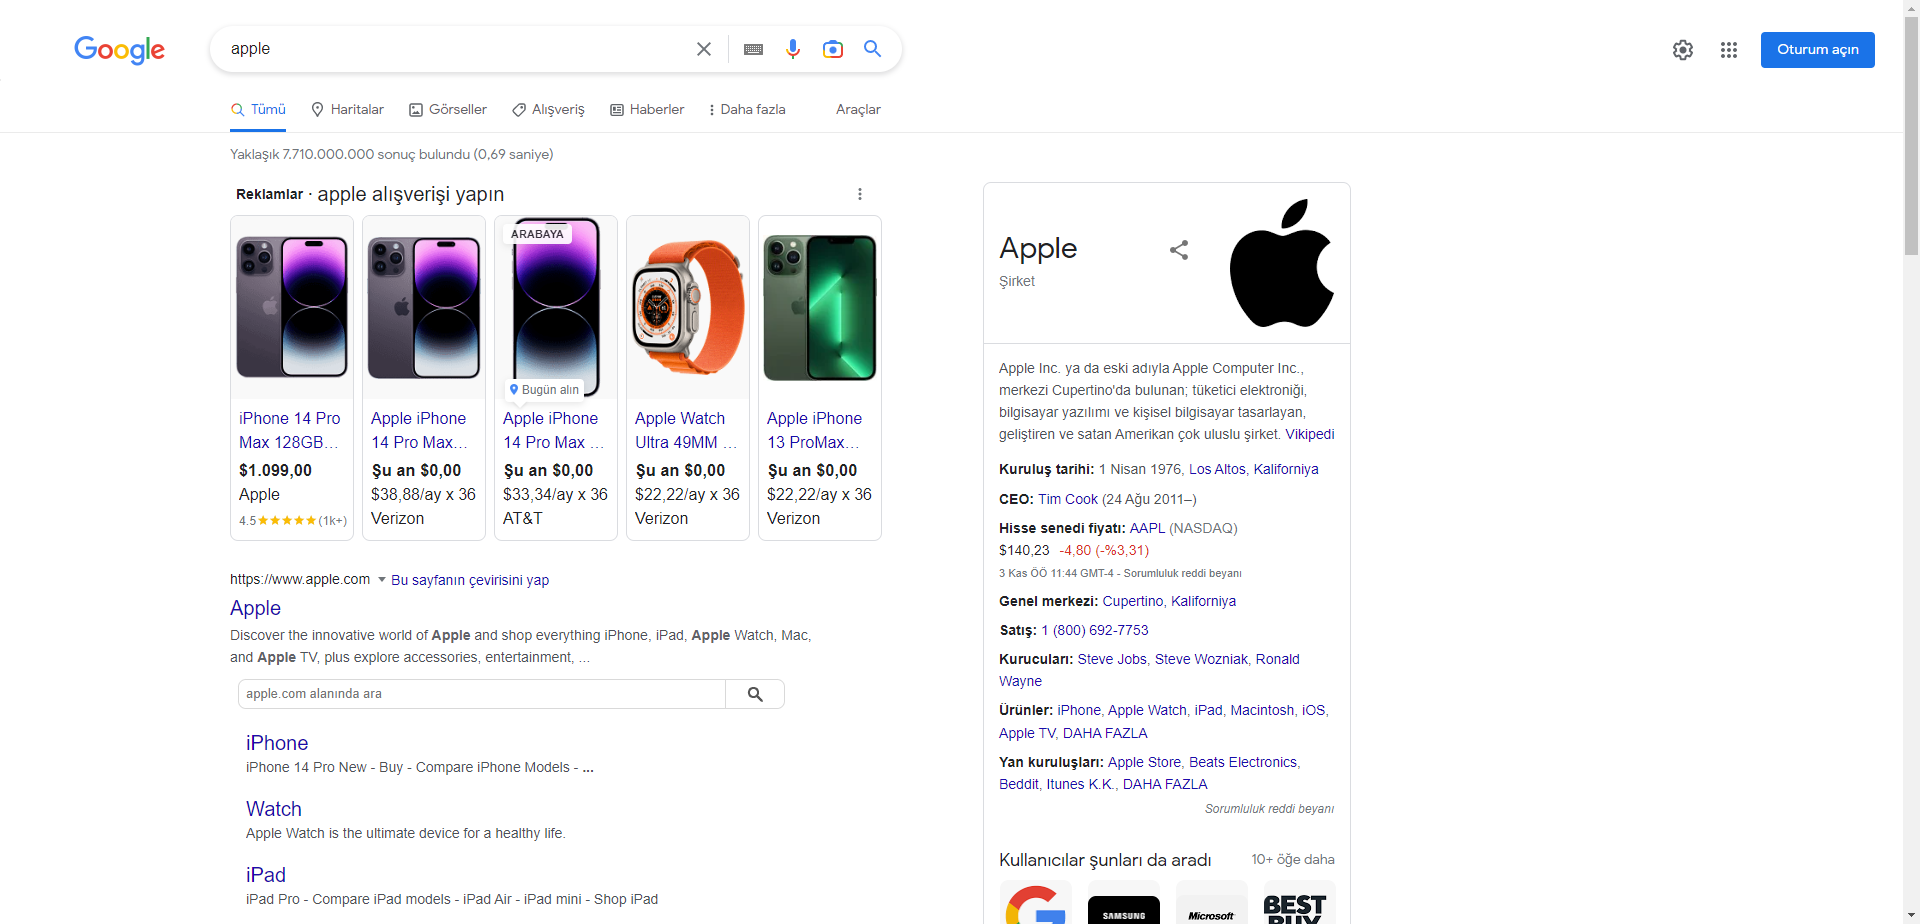 Google
apple
Oturum açın
Tümü
Haritalar
Görseller
Alışveriş
Haberler
Daha fazla
Araçlar
Yaklaşık 7.710.000.000 sonuç bulundu (0,69 saniye)
Reklamlar · apple alışverişi yapın
iPhone 14 Pro
Max 128GB...
$1.099,00
Apple
4.5 (1k+)
Apple iPhone
14 Pro Max...
Şu an $0,00
$38,88/ay x 36
Verizon
ARABAYA
Bugün alın
Apple iPhone
14 Pro Max ...
Şu an $0,00
$33,34/ay x 36
AT&T
Apple Watch
Ultra 49MM ...
Şu an $0,00
$22,22/ay x 36
Verizon
Apple iPhone
13 ProMax...
Şu an $0,00
$22,22/ay x 36
Verizon
https://www.apple.com Bu sayfanın çevirisini yap
Apple
Discover the innovative world of Apple and shop everything iPhone, iPad, Apple Watch, Mac,
and Apple TV, plus explore accessories, entertainment, ...
apple.com alanında ara
iPhone
iPhone 14 Pro New - Buy - Compare iPhone Models - ...
Watch
Apple Watch is the ultimate device for a healthy life.
iPad
iPad Pro - Compare iPad models - iPad Air - iPad mini - Shop iPad
Apple
Şirket
Apple Inc. ya da eski adıyla Apple Computer Inc.,
merkezi Cupertino'da bulunan; tüketici elektroniği,
bilgisayar yazılımı ve kişisel bilgisayar tasarlayan,
geliştiren ve satan Amerikan çok uluslu şirket. Vikipedi
Kuruluş tarihi: 1 Nisan 1976, Los Altos, Kaliforniya
CEO: Tim Cook (24 Ağu 2011–)
Hisse senedi fiyatı: AAPL (NASDAQ)
$140,23 -4,80 (-%3,31)
3 Kas ÖÖ 11:44 GMT-4 - Sorumluluk reddi beyanı
Genel merkezi: Cupertino, Kaliforniya
Satış: 1 (800) 692-7753
Kurucuları: Steve Jobs, Steve Wozniak, Ronald
Wayne
Ürünler: iPhone, Apple Watch, iPad, Macintosh, iOS,
Apple TV, DAHA FAZLA
Yan kuruluşları: Apple Store, Beats Electronics,
Beddit, Itunes K.K., DAHA FAZLA
Sorumluluk reddi beyanı
Kullanıcılar şunları da aradı
10+ öğe daha
SAMSUNG
Microsoft
BEST
BUY